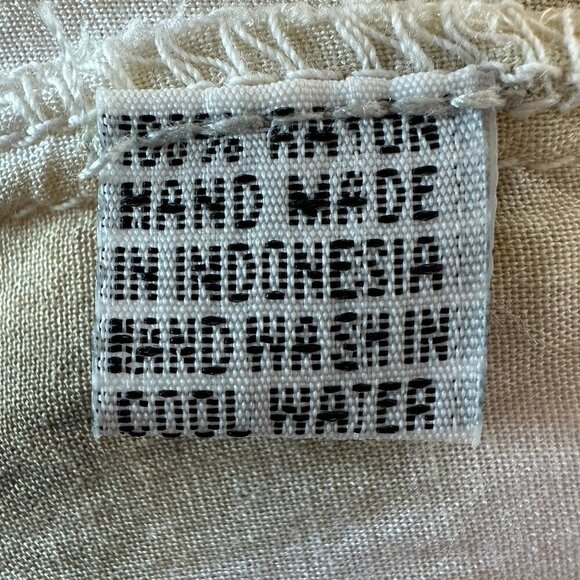 100% RAYON
HAND MADE
IN INDONESIA
HAND WASH IN
COOL WATER